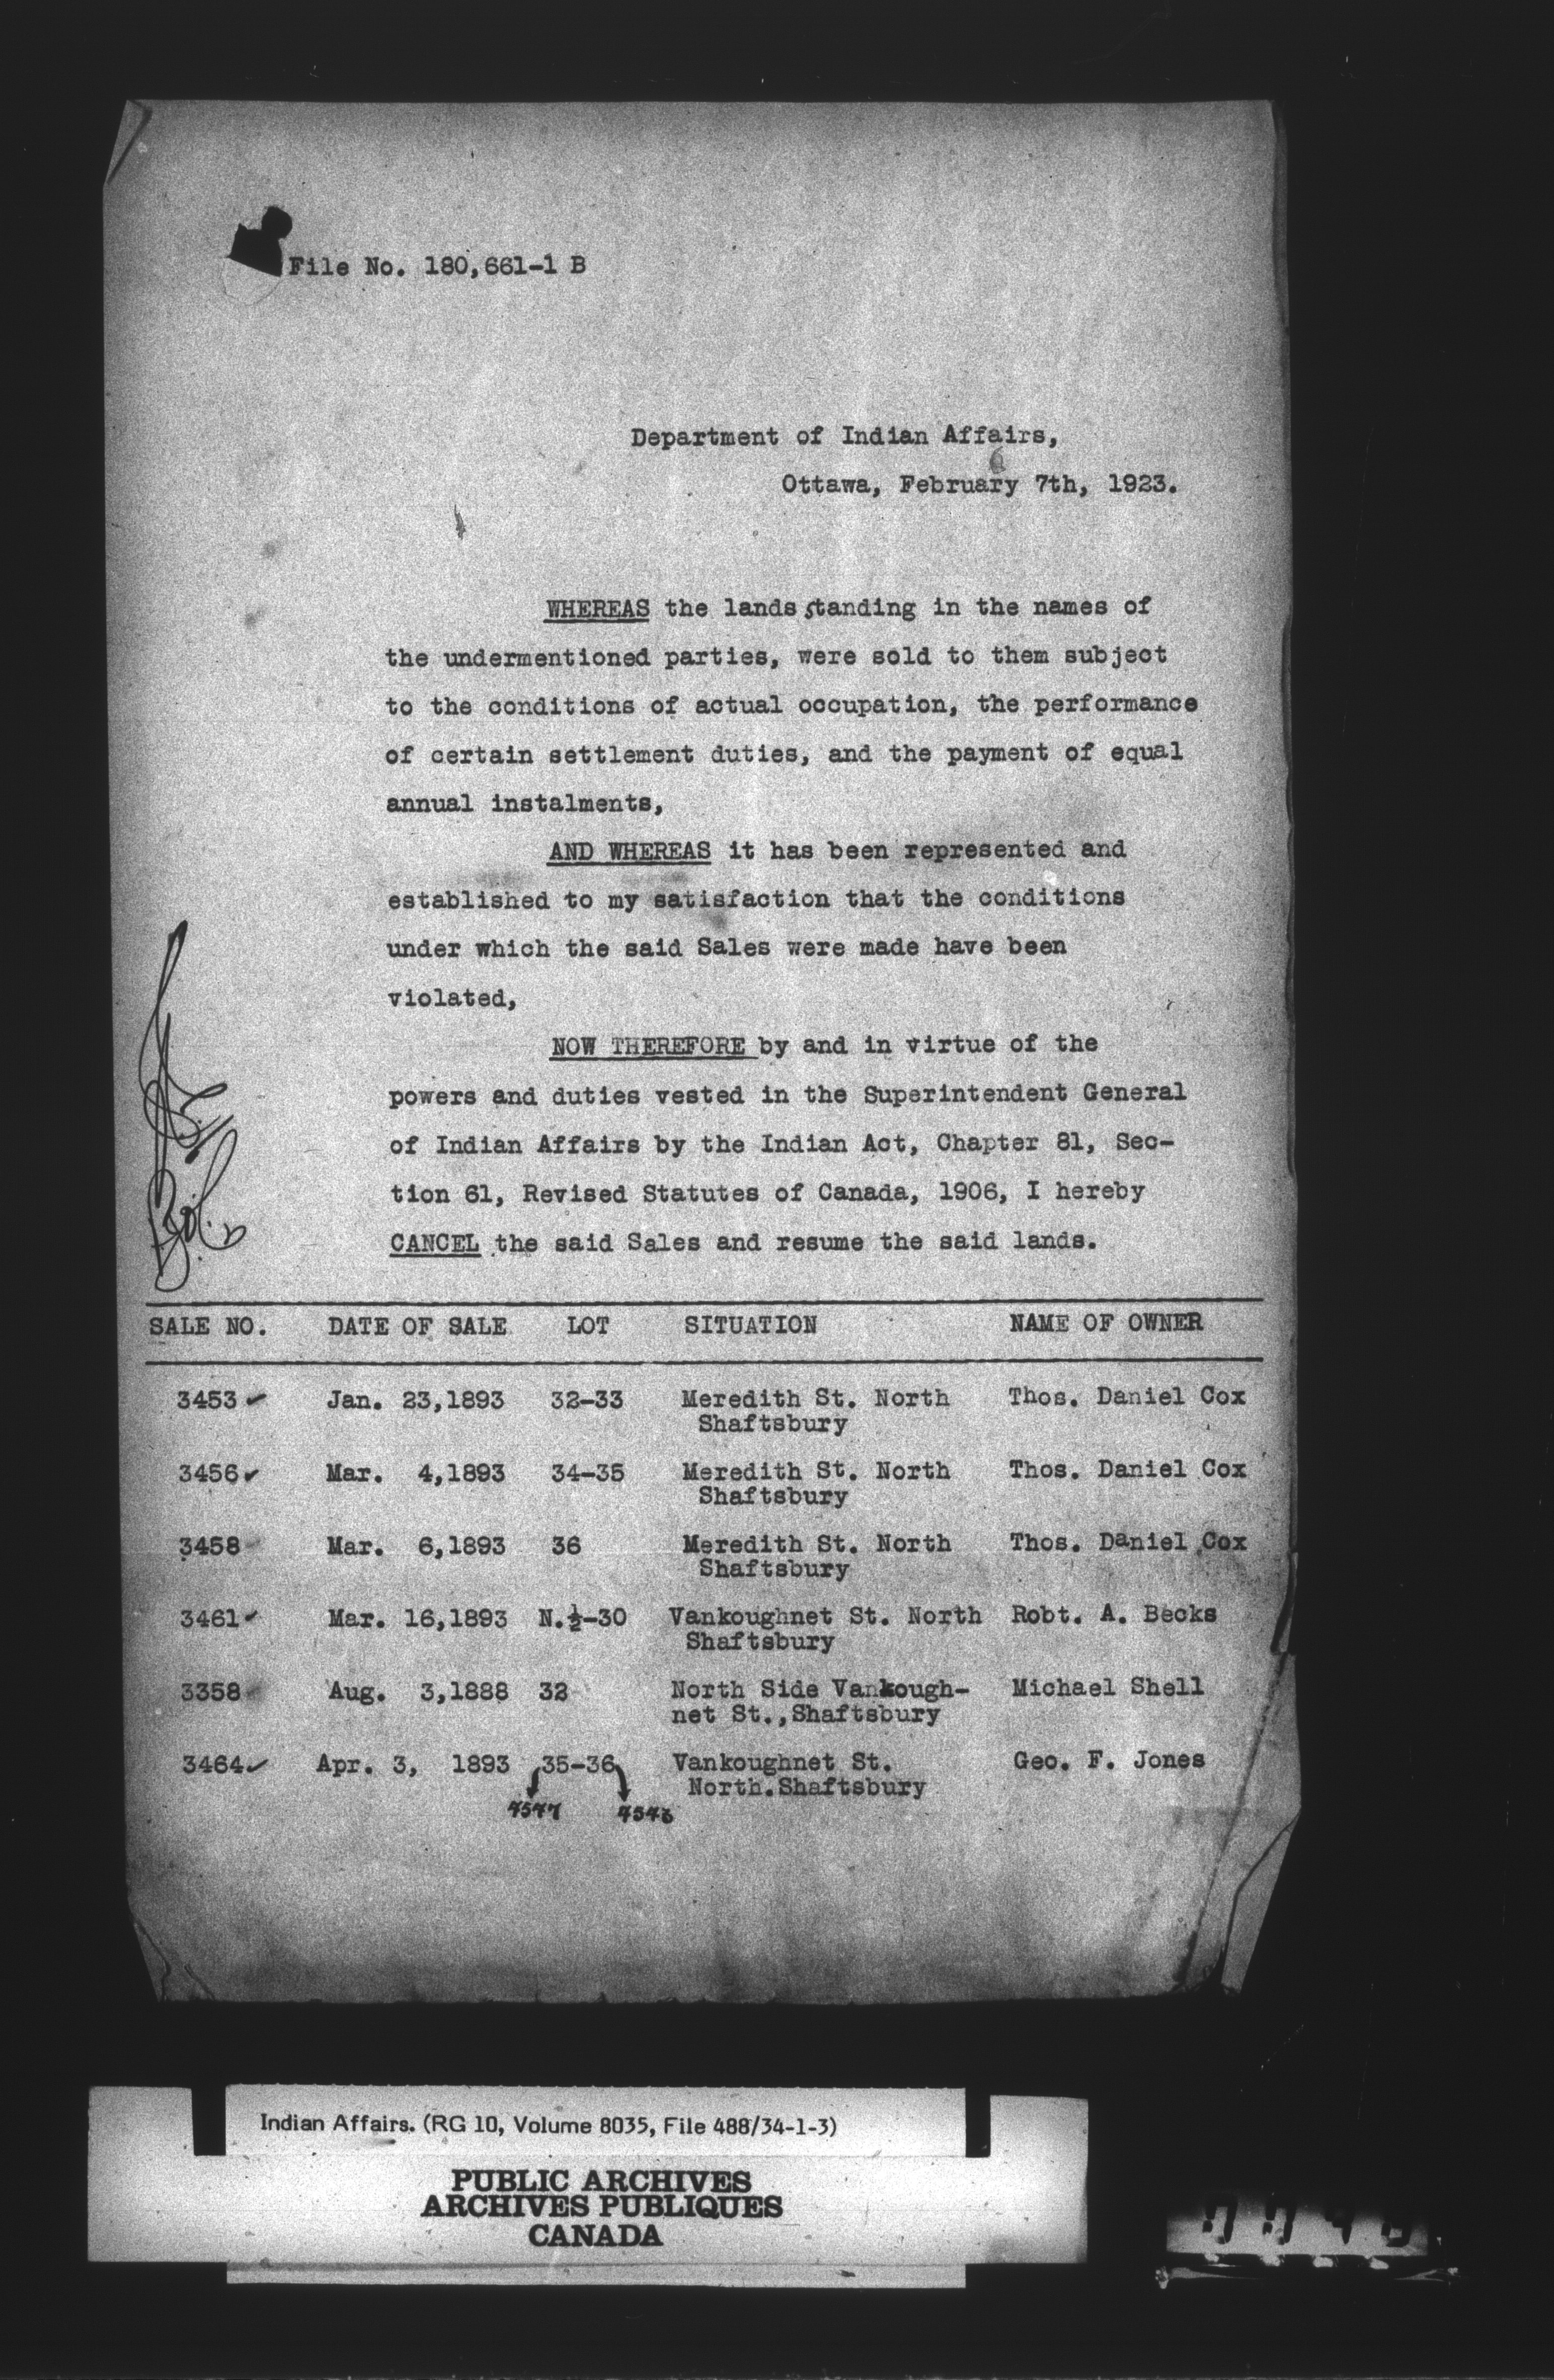 File No. 180,661-1 B
Department of Indian Affairs,
6
Ottawa, February 7th, 1923.
WHEREAS the lands standing in the names of
the undermentioned parties, were sold to them subject
to the conditions of actual occupation, the performance
of certain settlement duties, and the payment of equal
annual instalments,
AND WHEREAS it has been represented and
established to my satisfaction that the conditions
under which the said Sales were made have been
violated,
NOW THEREFORE by and in virtue of the
powers and duties vested in the Superintendent General
of Indian Affairs by the Indian Act, Chapter 81, Sec-
tion 61, Revised Statutes of Canada, 1906, I hereby
CANCEL the said Sales and resume the said lands.
SALE NO. DATE OF SALE LOT SITUATION NAME OF OWNER
3453 ✓ Jan. 23,1893 32-33 Meredith St. North Thos. Daniel Cox
Shaftsbury
3456 ✓ Mar. 4,1893 34-35 Meredith St. North Thos. Daniel Cox
Shaftsbury
3458 Mar. 6,1893 36 Meredith St. North Thos. Daniel Cox
Shaftsbury
3461 ✓ Mar. 16,1893 N.½-30 Vankoughnet St. North Robt. A. Becks
Shaftsbury
3358 Aug. 3,1888 32 North Side Vankough- Michael Shell
net St.,Shaftsbury
3464 ✓ Apr. 3, 1893 35-36 Vankoughnet St. Geo. F. Jones
North.Shaftsbury
Indian Affairs. (RG 10, Volume 8035, File 488/34-1-3)
PUBLIC ARCHIVES
ARCHIVES PUBLIQUES
CANADA